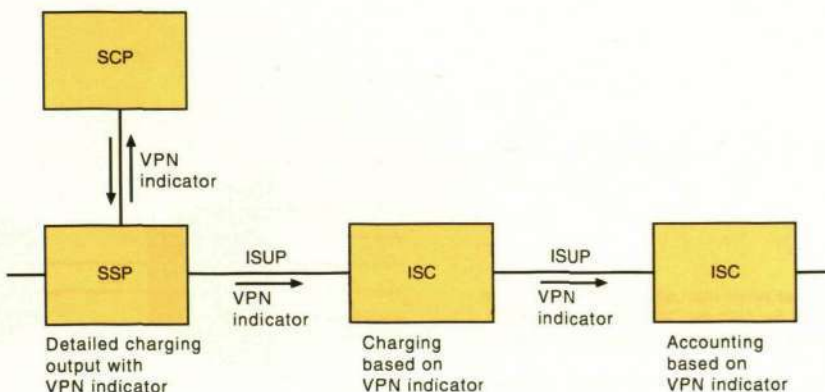 SCP
VPN
indicator
SSP
ISUP
VPN
indicator
ISC
ISUP
VPN
indicator
ISC
Detailed charging
output with
VPN indicator
Charging
based on
VPN indicator
Accounting
based on
VPN indicator